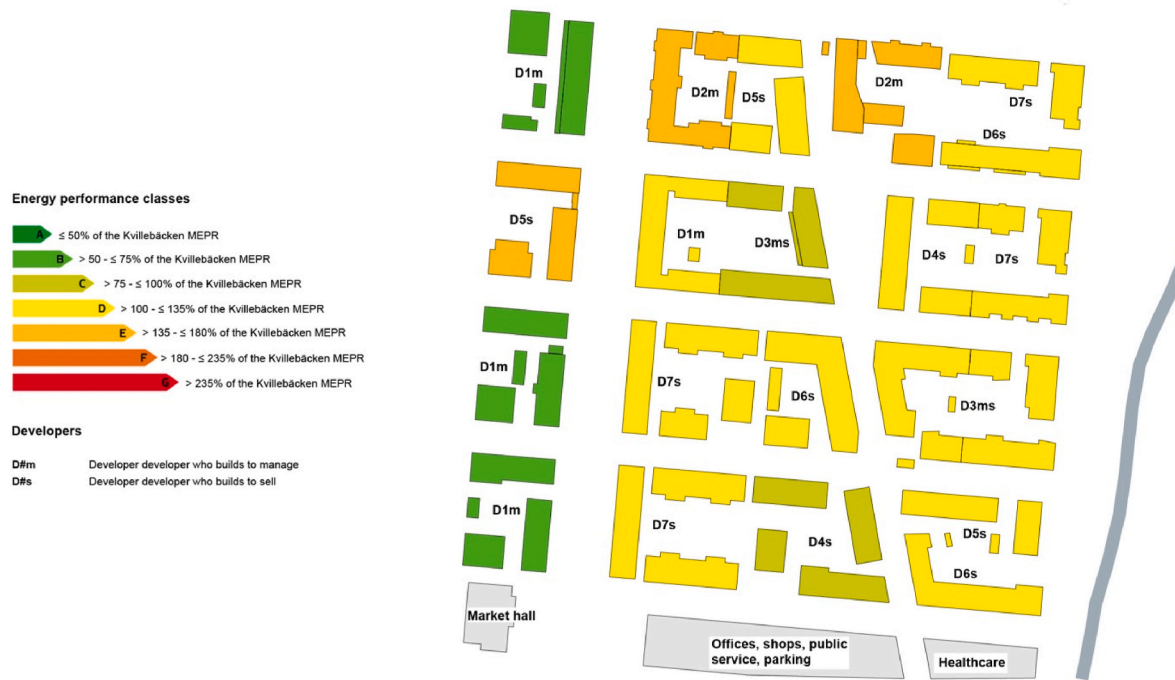 D1m
D2m
D5s
D2m
D7s
D6s
Energy performance classes
A ≤ 50% of the Kvillebäcken MEPR
B > 50 - ≤ 75% of the Kvillebäcken MEPR
C > 75 - ≤ 100% of the Kvillebäcken MEPR
D > 100 - ≤ 135% of the Kvillebäcken MEPR
E > 135 - ≤ 180% of the Kvillebäcken MEPR
F > 180 - ≤ 235% of the Kvillebäcken MEPR
G > 235% of the Kvillebäcken MEPR
Developers
D#m Developer developer who builds to manage
D#s Developer developer who builds to sell
D5s
D1m
D3ms
D4s
D7s
D1m
D7s
D6s
D3ms
D1m
D7s
D4s
D5s
D6s
Market hall
Offices, shops, public
service, parking
Healthcare